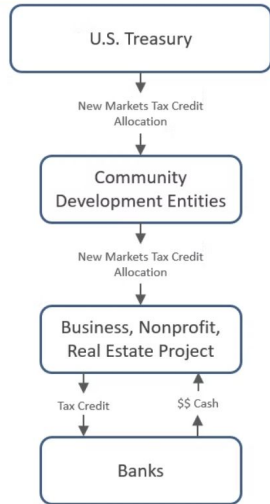 U.S. Treasury
New Markets Tax Credit
Allocation
Community
Development Entities
New Markets Tax Credit
Allocation
Business, Nonprofit,
Real Estate Project
Tax Credit
$$ Cash
Banks